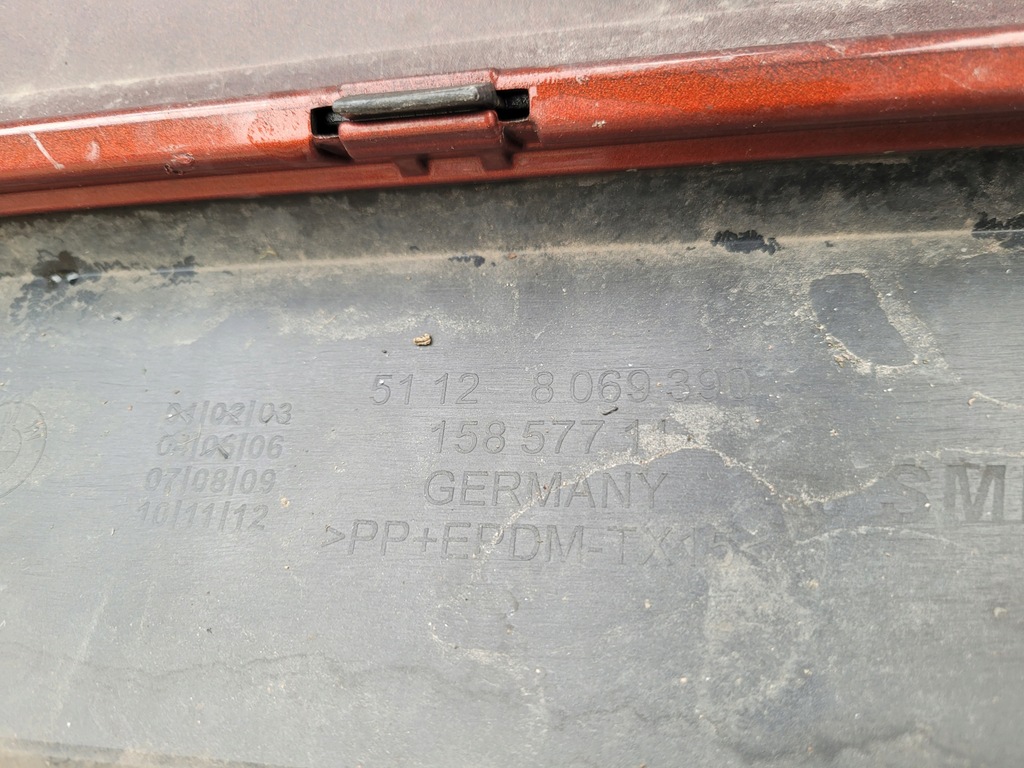 51 12 8 069 390
158 577 11
GERMANY
>PP+EPDM-TX15<
01/02/03
04/05/06
07/08/09
10/11/12
SM